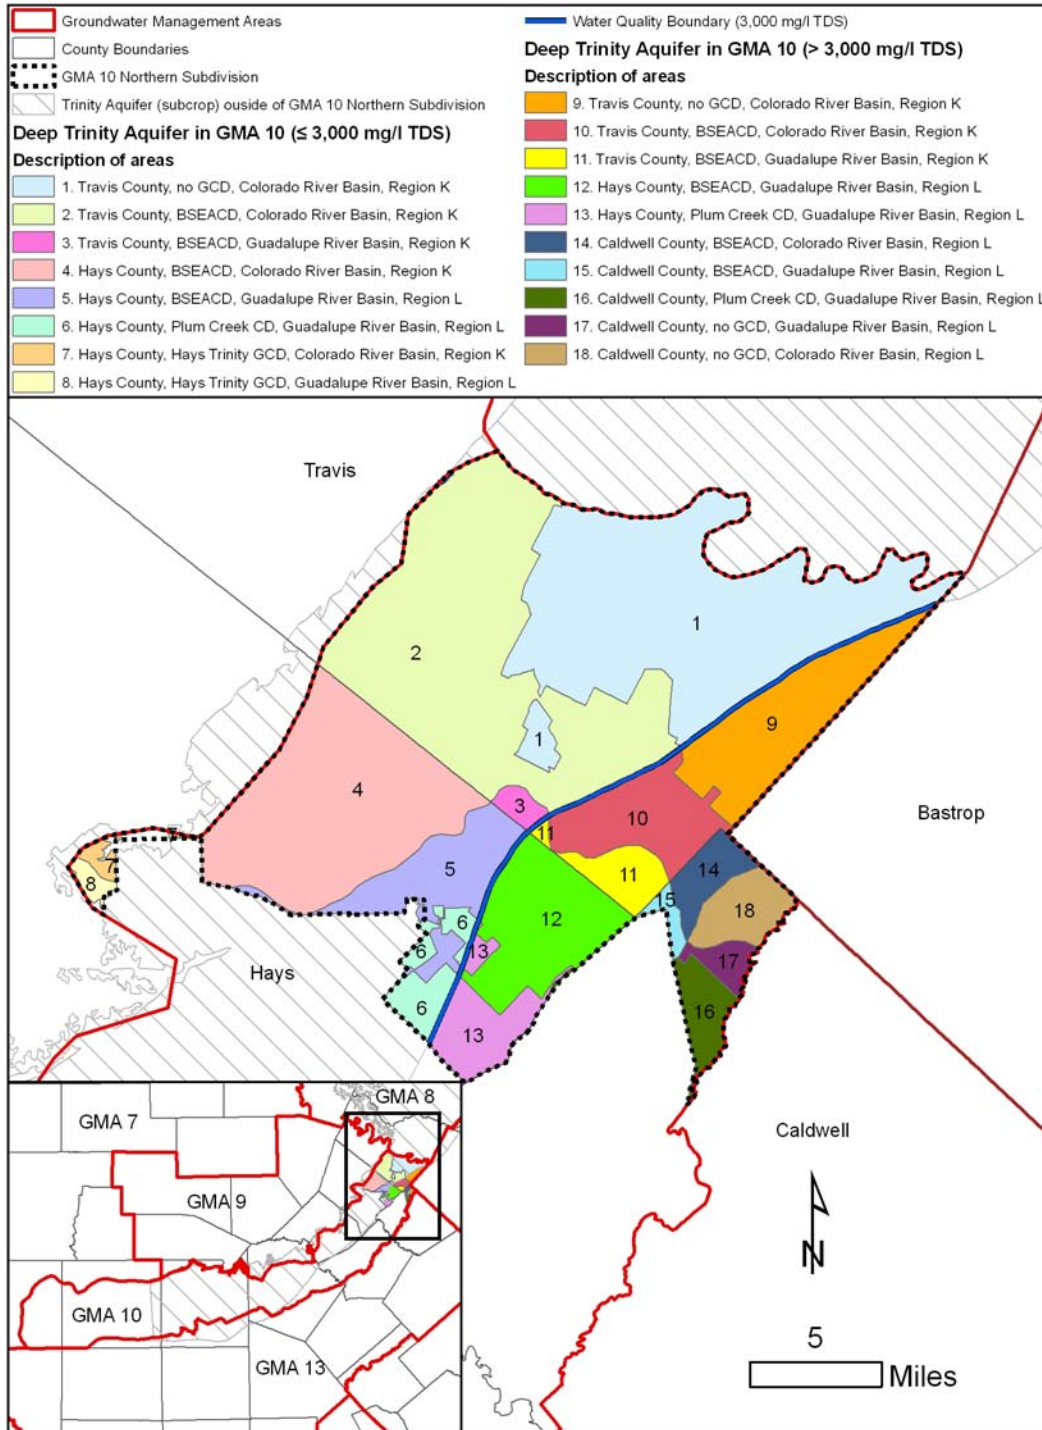 Groundwater Management Areas
County Boundaries
GMA 10 Northern Subdivision
Trinity Aquifer (subcrop) ouside of GMA 10 Northern Subdivision
Deep Trinity Aquifer in GMA 10 (≤ 3,000 mg/l TDS)
Description of areas
1. Travis County, no GCD, Colorado River Basin, Region K
2. Travis County, BSEACD, Colorado River Basin, Region K
3. Travis County, BSEACD, Guadalupe River Basin, Region K
4. Hays County, BSEACD, Colorado River Basin, Region K
5. Hays County, BSEACD, Guadalupe River Basin, Region L
6. Hays County, Plum Creek CD, Guadalupe River Basin, Region L
7. Hays County, Hays Trinity GCD, Colorado River Basin, Region K
8. Hays County, Hays Trinity GCD, Guadalupe River Basin, Region L
Water Quality Boundary (3,000 mg/l TDS)
Deep Trinity Aquifer in GMA 10 (> 3,000 mg/l TDS)
Description of areas
9. Travis County, no GCD, Colorado River Basin, Region K
10. Travis County, BSEACD, Colorado River Basin, Region K
11. Travis County, BSEACD, Guadalupe River Basin, Region K
12. Hays County, BSEACD, Guadalupe River Basin, Region L
13. Hays County, Plum Creek CD, Guadalupe River Basin, Region L
14. Caldwell County, BSEACD, Colorado River Basin, Region L
15. Caldwell County, BSEACD, Guadalupe River Basin, Region L
16. Caldwell County, Plum Creek CD, Guadalupe River Basin, Region L
17. Caldwell County, no GCD, Guadalupe River Basin, Region L
18. Caldwell County, no GCD, Colorado River Basin, Region L
Travis
1
2
9
1
4
3
10
Bastrop
11
7
7
5
11
14
8
15
12
18
6
6
13
17
Hays
6
16
13
GMA 8
GMA 7
Caldwell
GMA 9
N
GMA 10
5
GMA 13
Miles